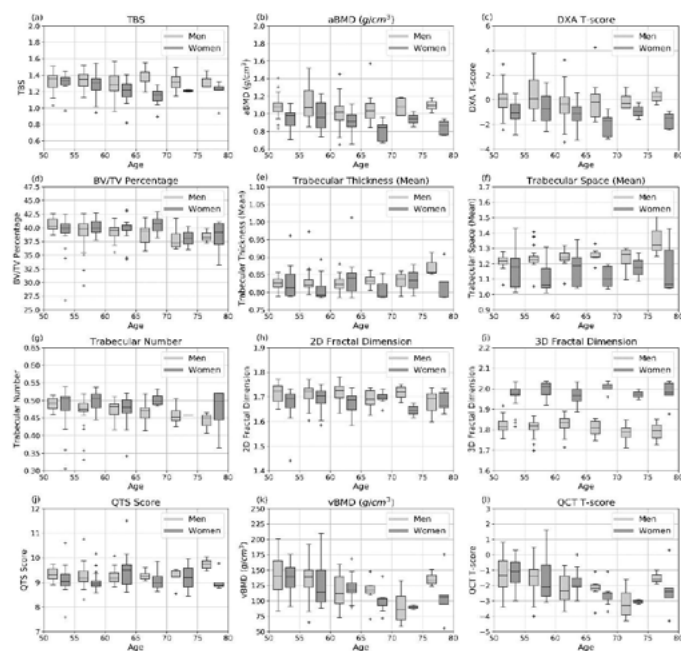 (a) TBS
(b) aBMD (g/cm³)
(c) DXA T-score
TBS
2.0
1.8
1.6
1.4
1.2
1.0
0.8
0.6
Men
Women
50 55 60 65 70 75 80
Age
aBMD (g/cm³)
1.8
1.6
1.4
1.2
1.0
0.8
0.6
Men
Women
50 55 60 65 70 75 80
Age
DXA T-score
6
4
2
0
−2
−4
Men
Women
50 55 60 65 70 75 80
Age
(d) BV/TV Percentage
(e) Trabecular Thickness (Mean)
(f) Trabecular Space (Mean)
BV/TV Percentage
47.5
45.0
42.5
40.0
37.5
35.0
32.5
30.0
27.5
25.0
Men
Women
50 55 60 65 70 75 80
Age
Trabecular Thickness (Mean)
1.10
1.05
1.00
0.95
0.90
0.85
0.80
0.75
Men
Women
50 55 60 65 70 75 80
Age
Trabecular Space (Mean)
1.6
1.5
1.4
1.3
1.2
1.1
1.0
Men
Women
50 55 60 65 70 75 80
Age
(g) Trabecular Number
(h) 2D Fractal Dimension
(i) 3D Fractal Dimension
Trabecular Number
0.65
0.60
0.55
0.50
0.45
0.40
0.35
0.30
Men
Women
50 55 60 65 70 75 80
Age
2D Fractal Dimension
1.9
1.8
1.7
1.6
1.5
1.4
Men
Women
50 55 60 65 70 75 80
Age
3D Fractal Dimension
2.2
2.1
2.0
1.9
1.8
1.7
1.6
Men
Women
50 55 60 65 70 75 80
Age
(j) QTS Score
(k) vBMD (g/cm³)
(l) QCT T-score
QTS Score
13
12
11
10
9
8
7
Men
Women
50 55 60 65 70 75 80
Age
vBMD (g/cm³)
250
225
200
175
150
125
100
75
50
Men
Women
50 55 60 65 70 75 80
Age
QCT T-score
4
3
2
1
0
−1
−2
−3
−4
−5
Men
Women
50 55 60 65 70 75 80
Age